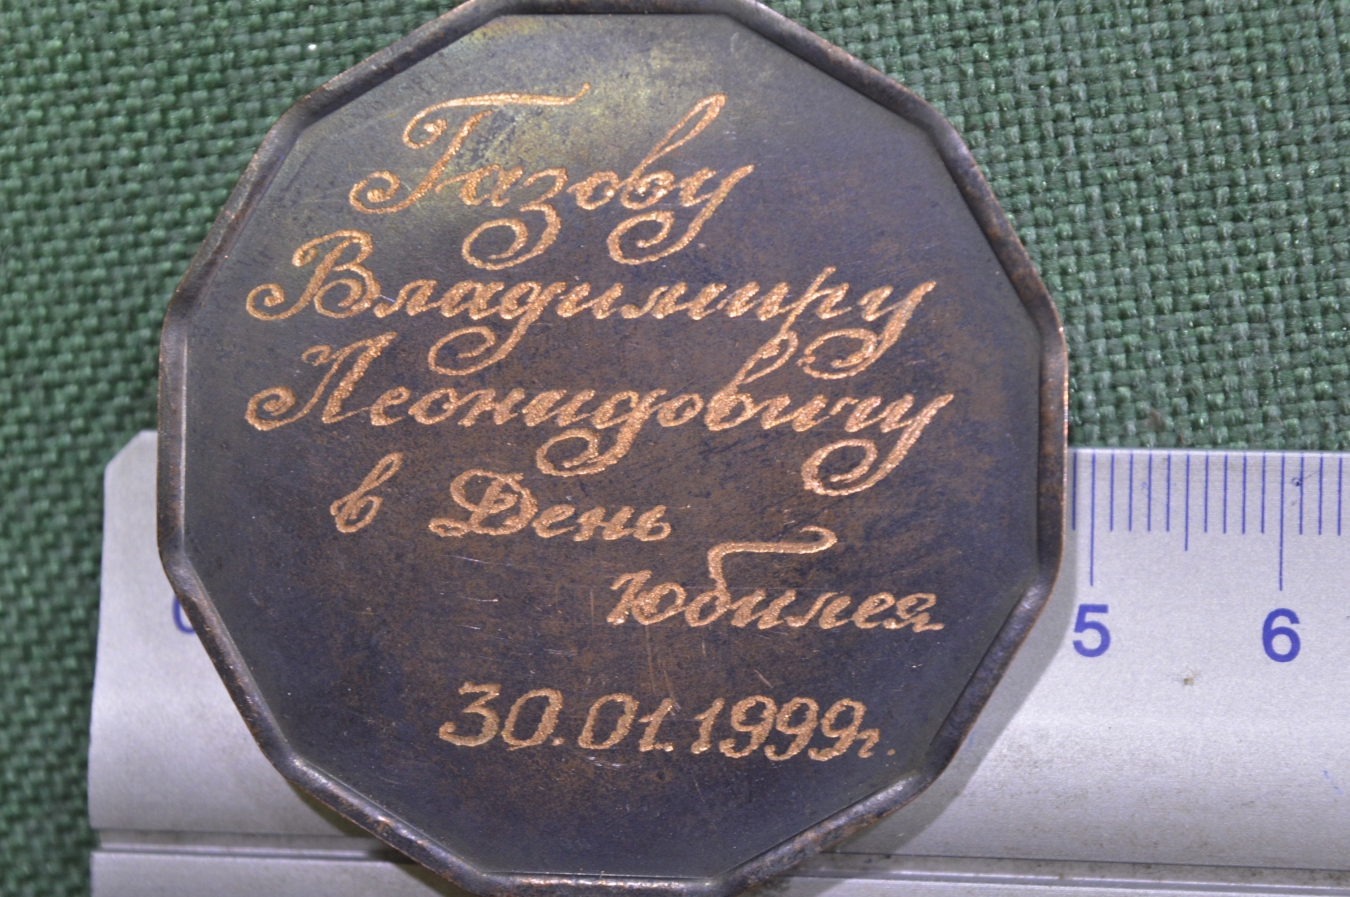 Газову
Владимиру
Леонидовичу
в День
Юбилея
30.01.1999г.
5 6